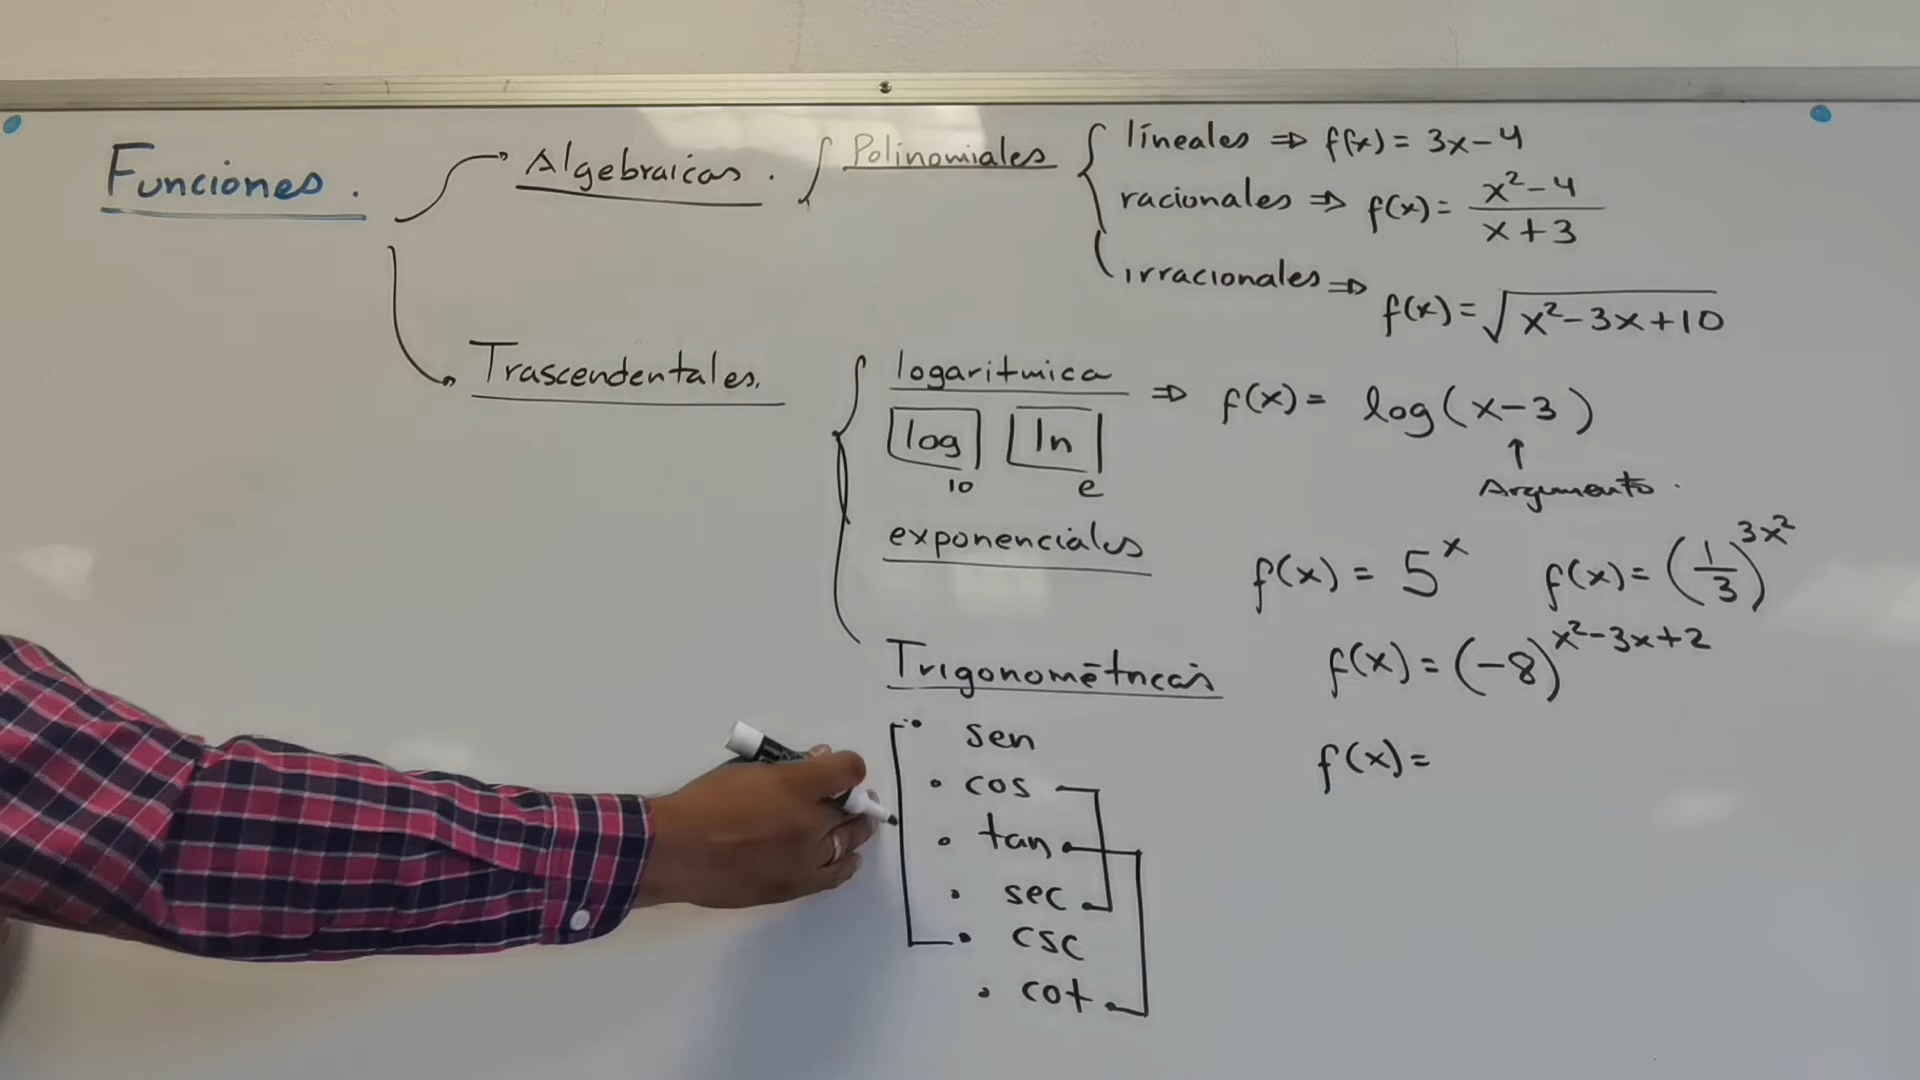 Funciones.
Algebraicas.
Polinomiales
líneales ⇒ f(x) = 3x-4
racionales ⇒ f(x) = (x²-4)/(x+3)
irracionales ⇒ f(x) = √(x²-3x+10)
Trascendentales.
logaritmica ⇒ f(x) = log(x-3)
log 10 ln e
↑
Argumento.
exponenciales
f(x) = 5^x f(x) = (1/3)^(3x²)
f(x) = (-8)^(x²-3x+2)
Trigonométricas
• sen
• cos
• tan
• sec
• csc
• cot
f(x) =